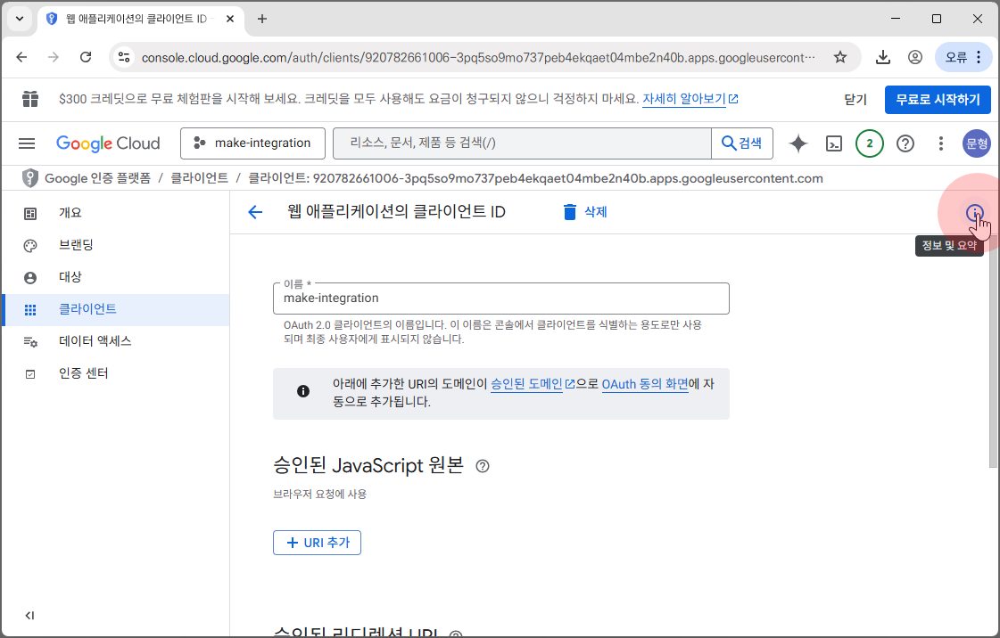 웹 애플리케이션의 클라이언트 ID
console.cloud.google.com/auth/clients/920782661006-3pq5so9mo737peb4ekqaet04mbe2n40b.apps.googleusercont…
오류
$300 크레딧으로 무료 체험판을 시작해 보세요. 크레딧을 모두 사용해도 요금이 청구되지 않으니 걱정하지 마세요. 자세히 알아보기
닫기
무료로 시작하기
Google Cloud
make-integration
리소스, 문서, 제품 등 검색(/)
검색
2
문형
Google 인증 플랫폼 / 클라이언트 / 클라이언트: 920782661006-3pq5so9mo737peb4ekqaet04mbe2n40b.apps.googleusercontent.com
개요
브랜딩
대상
클라이언트
데이터 액세스
인증 센터
웹 애플리케이션의 클라이언트 ID
삭제
정보 및 요약
이름 *
make-integration
OAuth 2.0 클라이언트의 이름입니다. 이 이름은 콘솔에서 클라이언트를 식별하는 용도로만 사용
되며 최종 사용자에게 표시되지 않습니다.
아래에 추가한 URI의 도메인이 승인된 도메인으로 OAuth 동의 화면에 자
동으로 추가됩니다.
승인된 JavaScript 원본
브라우저 요청에 사용
+ URI 추가
승인된 리디렉션 URI